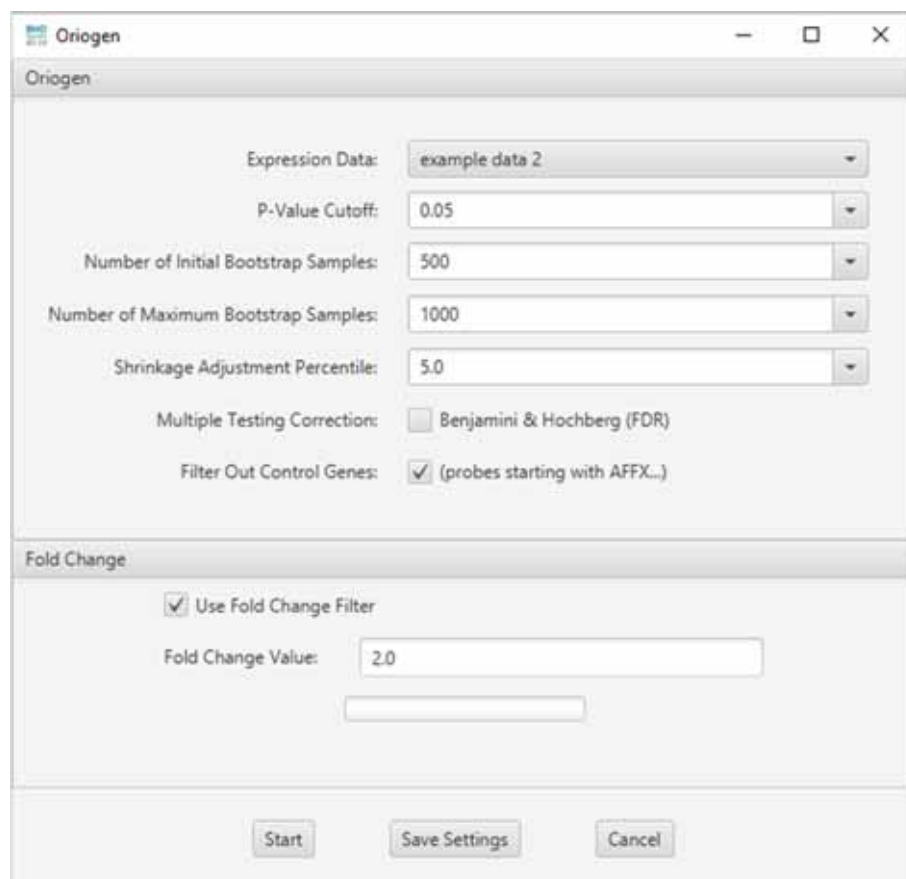 Oriogen
Oriogen
Expression Data: example data 2
P-Value Cutoff: 0.05
Number of Initial Bootstrap Samples: 500
Number of Maximum Bootstrap Samples: 1000
Shrinkage Adjustment Percentile: 5.0
Multiple Testing Correction: Benjamini & Hochberg (FDR)
Filter Out Control Genes: (probes starting with AFFX...)
Fold Change
Use Fold Change Filter
Fold Change Value: 2.0
Start Save Settings Cancel